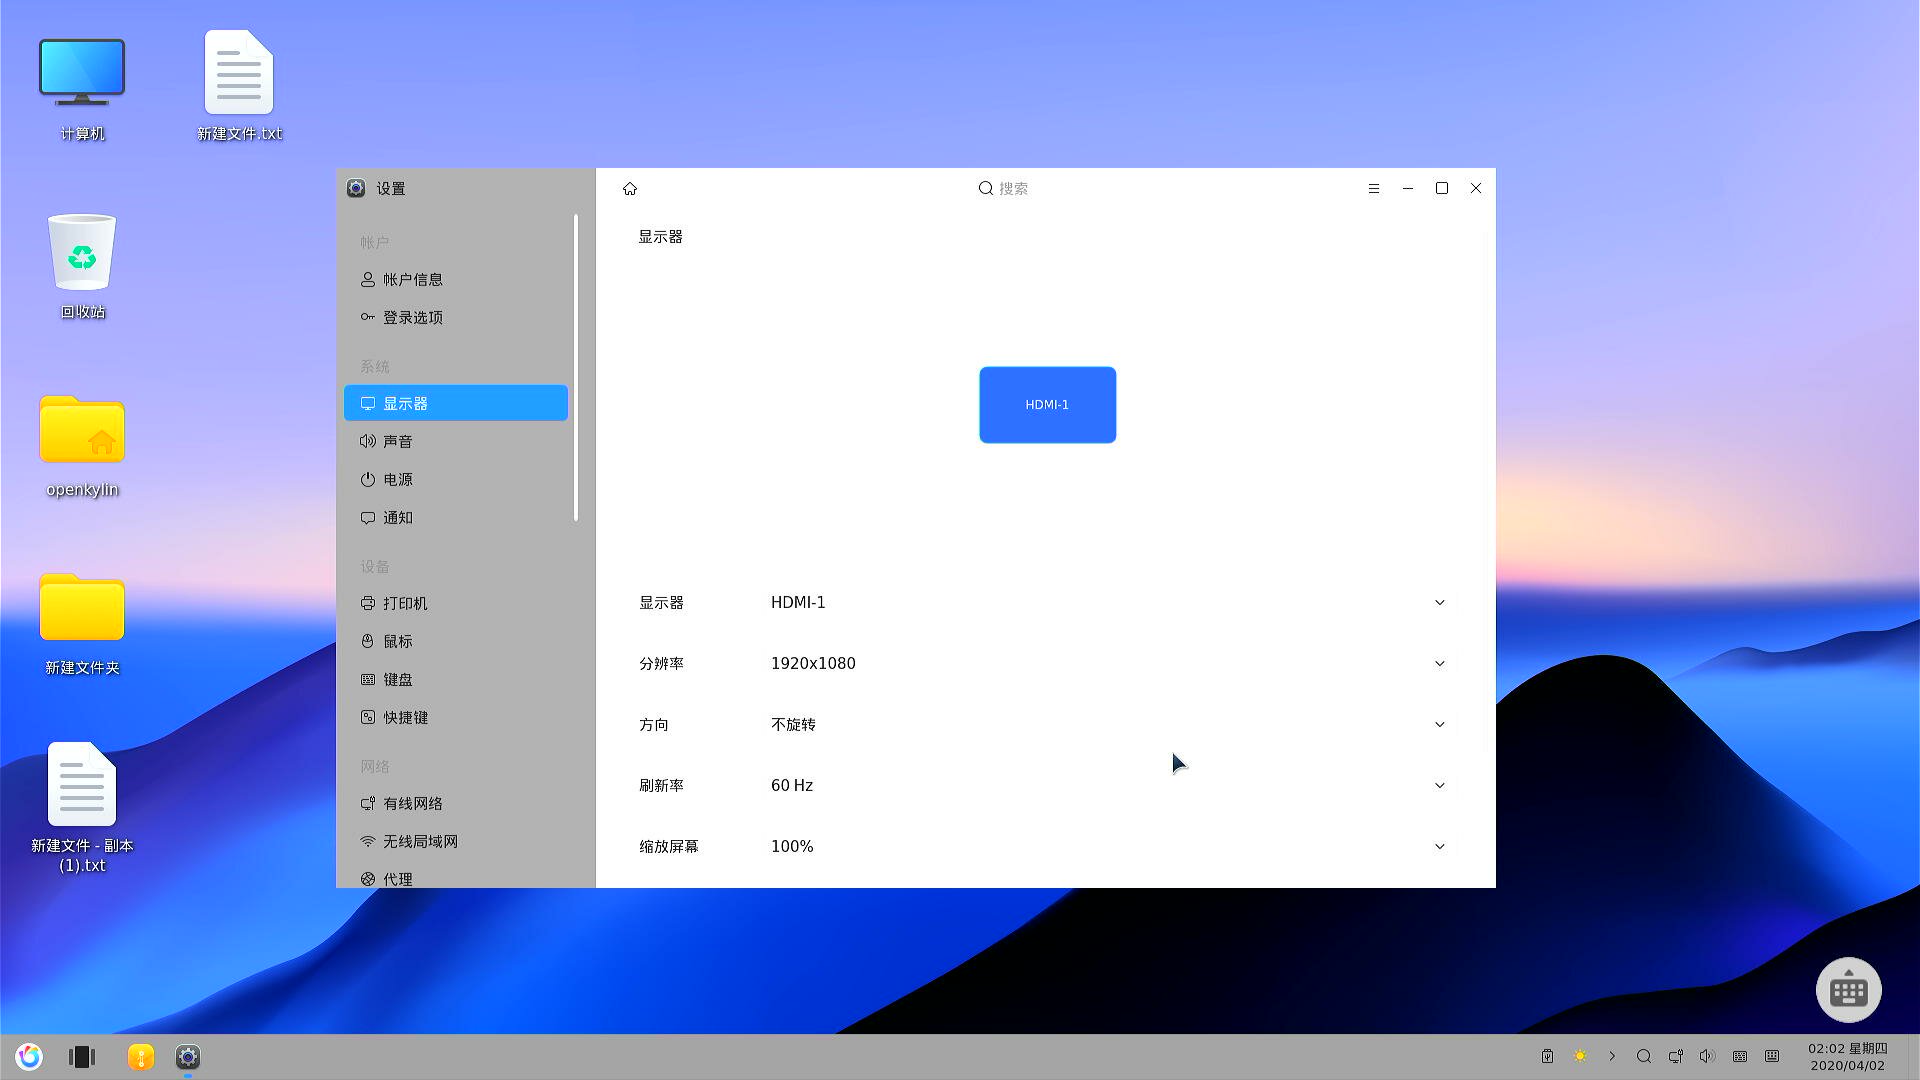 计算机
新建文件.txt
回收站
openkylin
新建文件夹
新建文件 - 副本
(1).txt
设置
搜索
帐户
帐户信息
登录选项
系统
显示器
声音
电源
通知
设备
打印机
鼠标
键盘
快捷键
网络
有线网络
无线局域网
代理
显示器
HDMI-1
显示器 HDMI-1
分辨率 1920x1080
方向 不旋转
刷新率 60 Hz
缩放屏幕 100%
02:02 星期四
2020/04/02